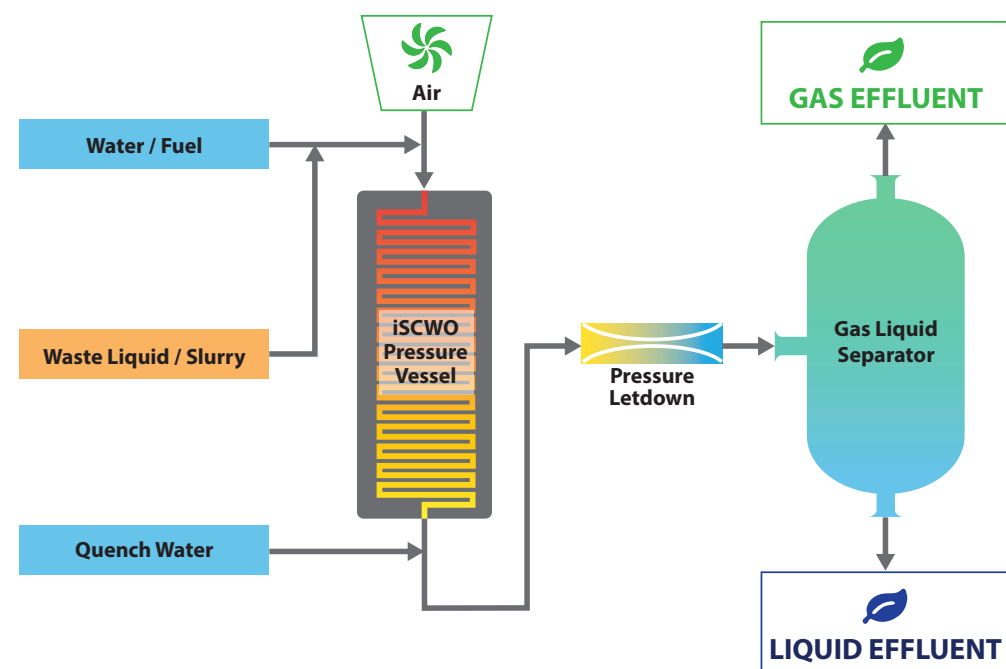 Air
GAS EFFLUENT
Water / Fuel
iSCWO
Pressure
Vessel
Gas Liquid
Separator
Waste Liquid / Slurry
Pressure
Letdown
Quench Water
LIQUID EFFLUENT